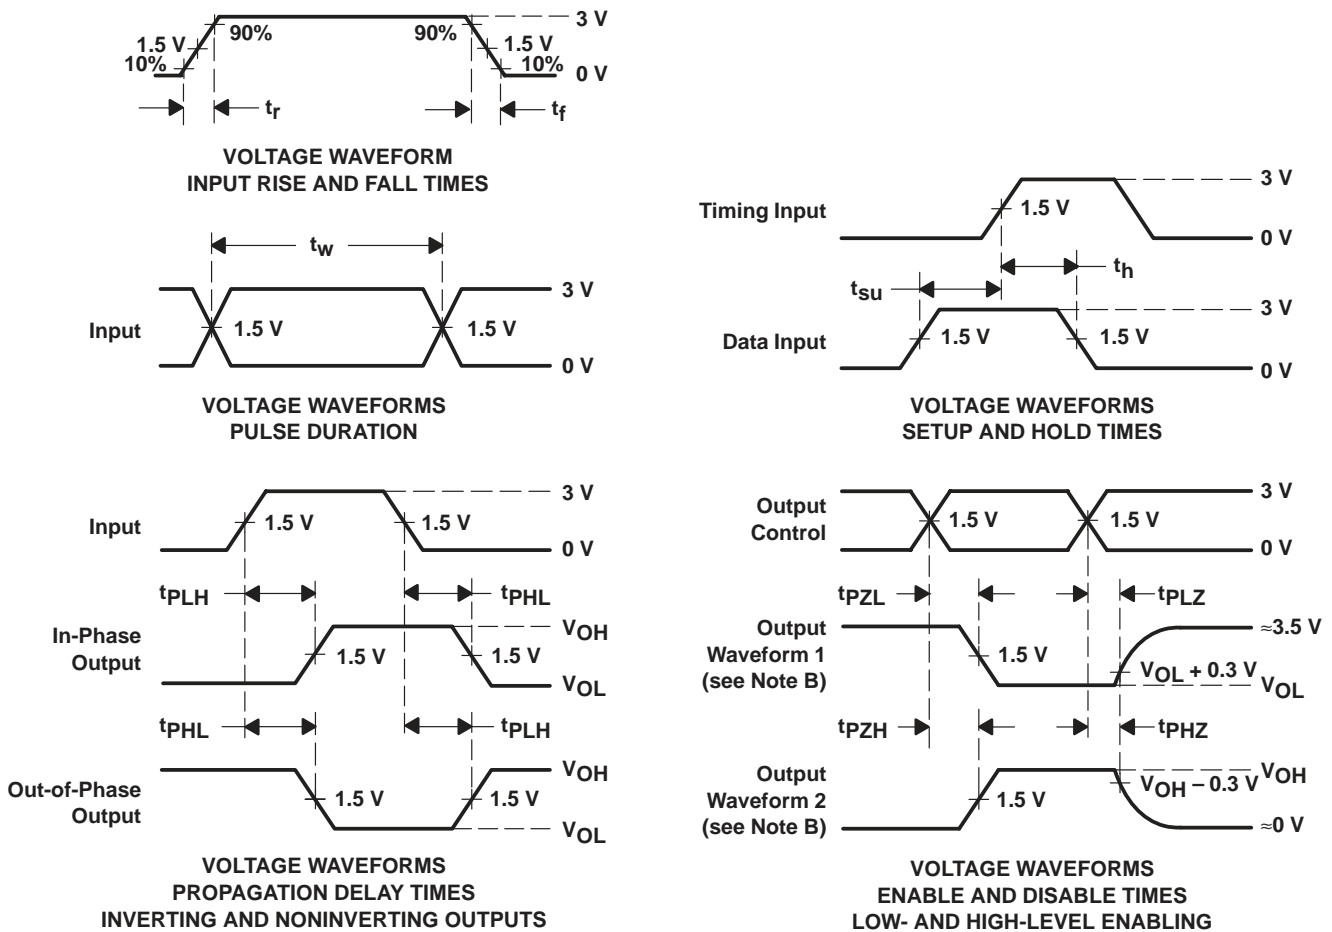 3 V
90%
90%
1.5 V
1.5 V
10%
10%
0 V
tr
tf
VOLTAGE WAVEFORM
INPUT RISE AND FALL TIMES
tw
3 V
Input
1.5 V
1.5 V
0 V
VOLTAGE WAVEFORMS
PULSE DURATION
3 V
Timing Input
1.5 V
0 V
th
tsu
3 V
Data Input
1.5 V
1.5 V
0 V
VOLTAGE WAVEFORMS
SETUP AND HOLD TIMES
3 V
Input
1.5 V
1.5 V
0 V
tPLH
tPHL
In-Phase
Output
VOH
1.5 V
1.5 V
VOL
tPHL
tPLH
Out-of-Phase
Output
VOH
1.5 V
1.5 V
VOL
VOLTAGE WAVEFORMS
PROPAGATION DELAY TIMES
INVERTING AND NONINVERTING OUTPUTS
3 V
Output
Control
1.5 V
1.5 V
0 V
tPZL
tPLZ
Output
Waveform 1
(see Note B)
≈3.5 V
1.5 V
VOL + 0.3 V
VOL
tPZH
tPHZ
Output
Waveform 2
(see Note B)
VOH
1.5 V
VOH – 0.3 V
≈0 V
VOLTAGE WAVEFORMS
ENABLE AND DISABLE TIMES
LOW- AND HIGH-LEVEL ENABLING